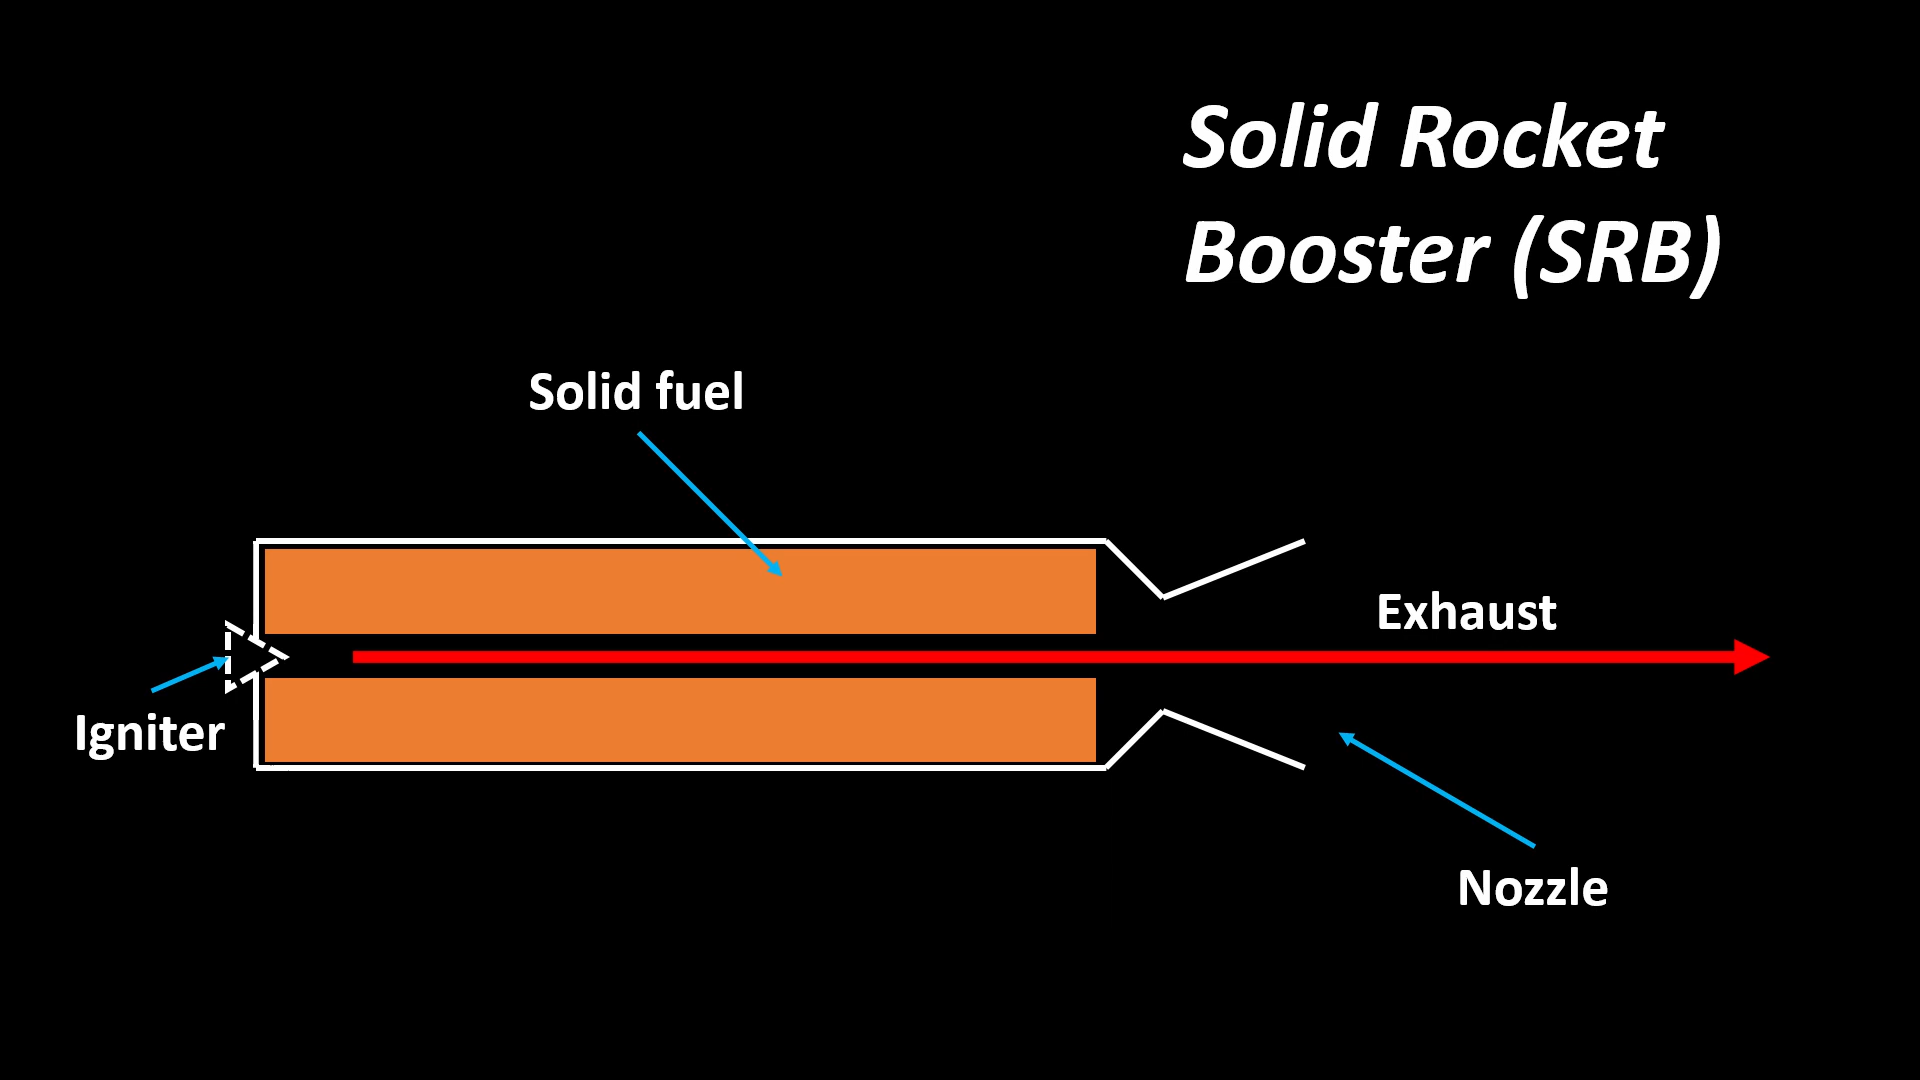 Solid Rocket
Booster (SRB)
Solid fuel
Exhaust
Igniter
Nozzle